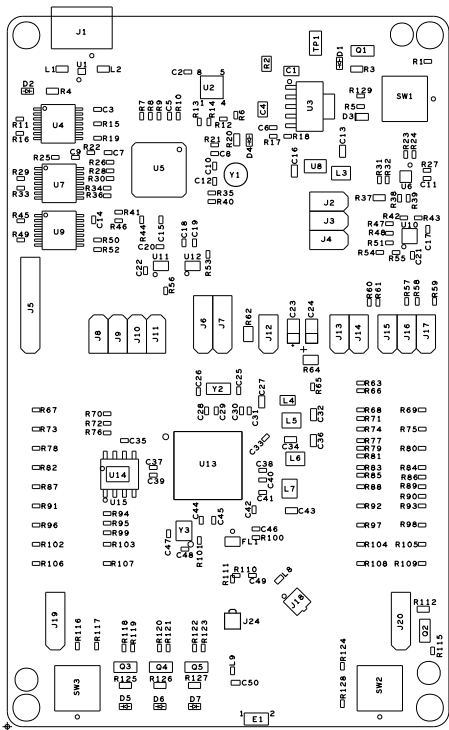 J1
L1 U1 L2
C2
8 5
U2
1 4
R2
TP1
D1
Q1
C1
R3
R1
D2
R4
R7
R8
R9
C5
R10
R13
R14
R12
R6
C4
U3
R129
R5
D3
SW1
R11
U4
C3
R15
R16
R19
R21
R20
D4
C6
R17
R18
C13
R25
C9
R22
C7
U5
C8
C10
Y1
C16
U8
L3
R23
R24
R29
R26
R28
U7
R30
R33
R34
R36
C12
R35
R40
R31
R32
U6
R27
C11
J2
R37
R38
R39
R45
C14
R41
R46
R44
C15
C18
C19
J3
R42
R43
R47
U9
R48
U10
C17
R49
R50
R52
C20
J4
R51
R54
R55
C21
J5
C22
U11
U12
R53
R56
R60
R61
R57
R58
R59
C23
C24
J8
J9
J10
J11
J6
J7
R62
J12
J13
J14
J15
J16
J17
R64
C26
Y2
C25
C27
R65
R63
R66
L4
R67
R70
C28
C29
C30
C31
C32
R68
R69
R71
R72
L5
R73
R76
R74
R75
C35
C33
C34
C36
R77
R79
R78
R80
R81
L6
R82
U14
C37
U13
C38
R83
R84
C39
C40
R85
R86
R87
C41
L7
R88
R89
U15
R90
R91
R94
C42
C43
R92
R93
R95
C44
C45
R96
R99
C47
Y3
C46
R97
R98
R100
R102
R103
C48
R101
FL1
R104
R105
R106
R107
R111
R110
C49
L8
R108
R109
J18
J19
J24
J20
R112
R116
R117
R118
R119
R120
R121
R122
R123
Q2
R124
R115
L9
Q3
Q4
Q5
SW3
R125
R126
R127
C50
R128
SW2
D5
D6
D7
1 E1 2